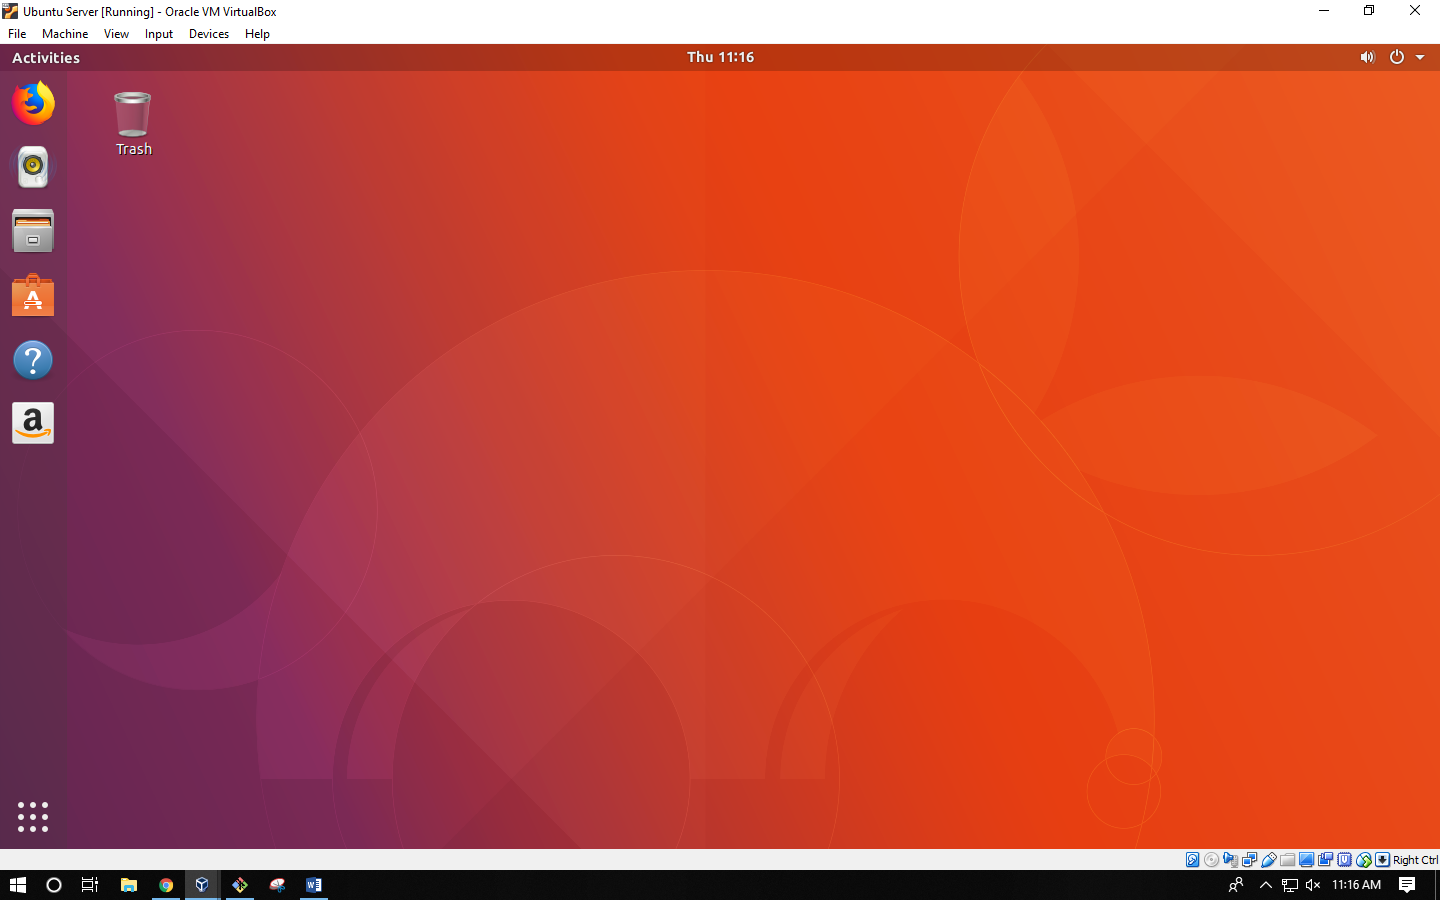 Ubuntu Server [Running] - Oracle VM VirtualBox
File Machine View Input Devices Help
Activities Thu 11:16
Trash
A
?
a
Right Ctrl
W
11:16 AM